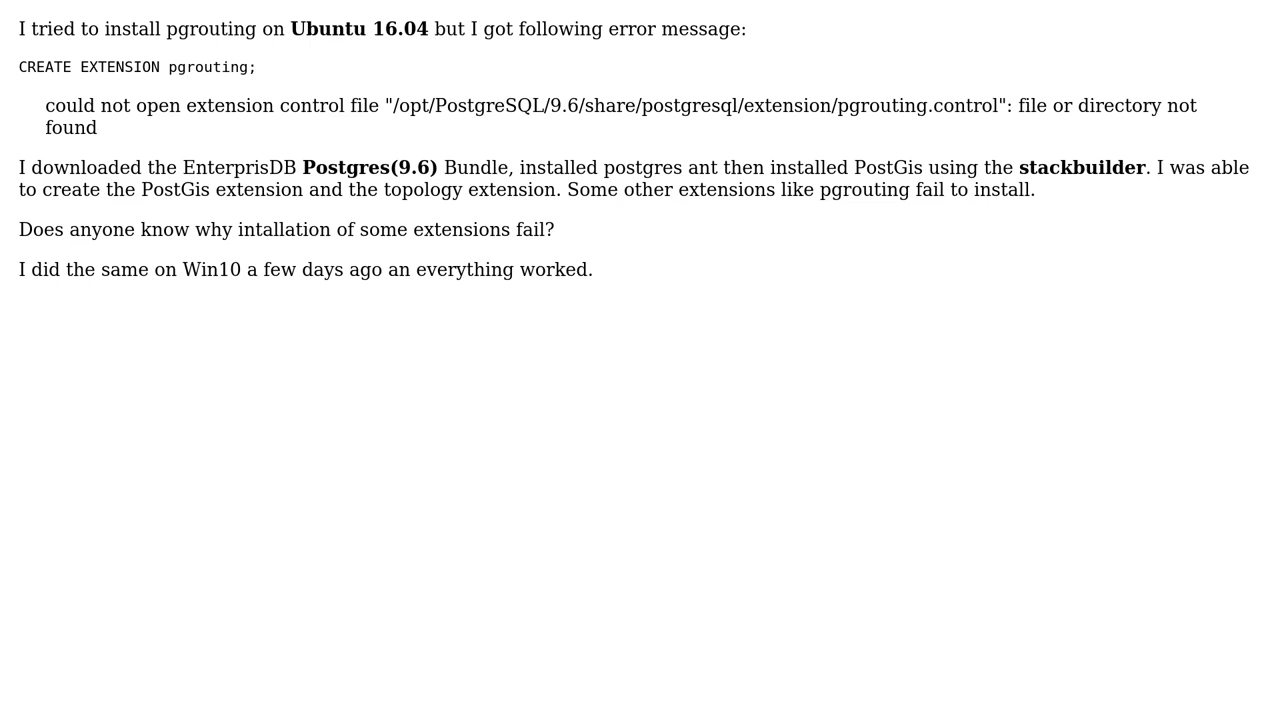 I tried to install pgrouting on Ubuntu 16.04 but I got following error message:
CREATE EXTENSION pgrouting;
could not open extension control file "/opt/PostgreSQL/9.6/share/postgresql/extension/pgrouting.control": file or directory not
found
I downloaded the EnterprisDB Postgres(9.6) Bundle, installed postgres ant then installed PostGis using the stackbuilder. I was able
to create the PostGis extension and the topology extension. Some other extensions like pgrouting fail to install.
Does anyone know why intallation of some extensions fail?
I did the same on Win10 a few days ago an everything worked.